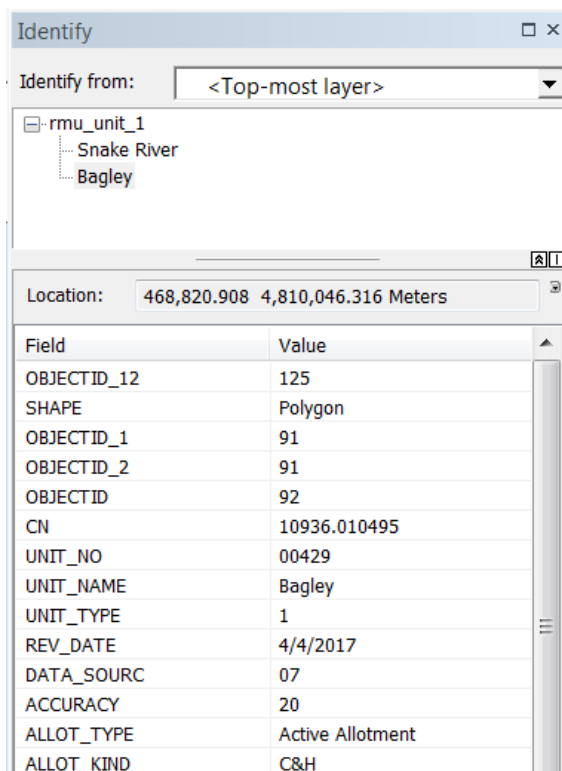 Identify
Identify from: <Top-most layer>
rmu_unit_1
Snake River
Bagley
Location: 468,820.908 4,810,046.316 Meters
Field Value
OBJECTID_12 125
SHAPE Polygon
OBJECTID_1 91
OBJECTID_2 91
OBJECTID 92
CN 10936.010495
UNIT_NO 00429
UNIT_NAME Bagley
UNIT_TYPE 1
REV_DATE 4/4/2017
DATA_SOURC 07
ACCURACY 20
ALLOT_TYPE Active Allotment
ALLOT_KIND C&H